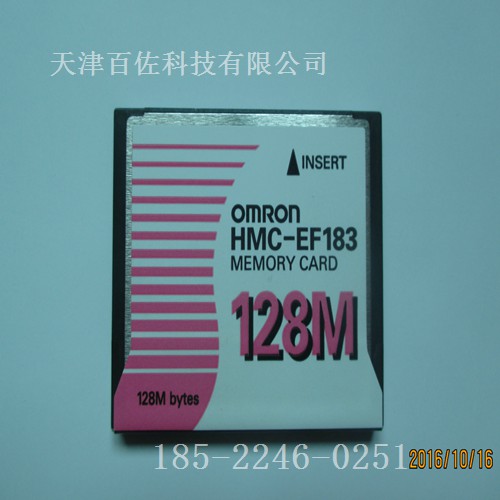 天津百佐科技有限公司
INSERT
OMRON
HMC-EF183
MEMORY CARD
128M
128M bytes
185-2246-0251
2016/10/16